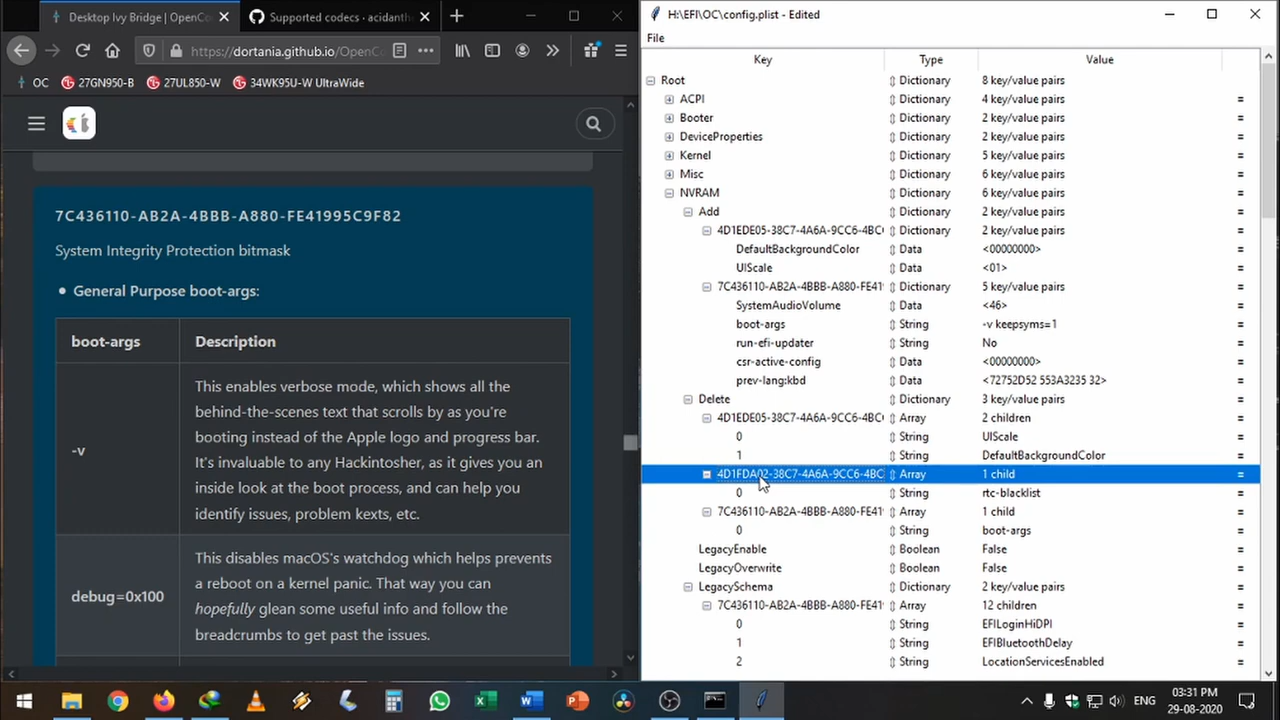 Desktop Ivy Bridge | OpenCo
Supported codecs · acidanth
https://dortania.github.io/OpenCo
OC
27GN950-B
27UL850-W
34WK95U-W UltraWide
7C436110-AB2A-4BBB-A880-FE41995C9F82
System Integrity Protection bitmask
General Purpose boot-args:
boot-args Description
-v
This enables verbose mode, which shows all the
behind-the-scenes text that scrolls by as you're
booting instead of the Apple logo and progress bar.
It's invaluable to any Hackintosher, as it gives you an
inside look at the boot process, and can help you
identify issues, problem kexts, etc.
debug=0x100
This disables macOS's watchdog which helps prevents
a reboot on a kernel panic. That way you can
hopefully glean some useful info and follow the
breadcrumbs to get past the issues.
H:\EFI\OC\config.plist - Edited
File
Key Type Value
Root Dictionary 8 key/value pairs
ACPI Dictionary 4 key/value pairs =
Booter Dictionary 2 key/value pairs =
DeviceProperties Dictionary 2 key/value pairs =
Kernel Dictionary 5 key/value pairs =
Misc Dictionary 6 key/value pairs =
NVRAM Dictionary 6 key/value pairs =
Add Dictionary 2 key/value pairs =
4D1EDE05-38C7-4A6A-9CC6-4BC Dictionary 2 key/value pairs =
DefaultBackgroundColor Data <00000000> =
UIScale Data <01> =
7C436110-AB2A-4BBB-A880-FE41 Dictionary 5 key/value pairs =
SystemAudioVolume Data <46> =
boot-args String -v keepsyms=1 =
run-efi-updater String No =
csr-active-config Data <00000000> =
prev-lang:kbd Data <72752D52 553A3235 32> =
Delete Dictionary 3 key/value pairs =
4D1EDE05-38C7-4A6A-9CC6-4BC Array 2 children =
0 String UIScale =
1 String DefaultBackgroundColor =
4D1FDA02-38C7-4A6A-9CC6-4BC Array 1 child =
0 String rtc-blacklist =
7C436110-AB2A-4BBB-A880-FE41 Array 1 child =
0 String boot-args =
LegacyEnable Boolean False =
LegacyOverwrite Boolean False =
LegacySchema Dictionary 2 key/value pairs =
7C436110-AB2A-4BBB-A880-FE41 Array 12 children =
0 String EFILoginHiDPI =
1 String EFIBluetoothDelay =
2 String LocationServicesEnabled =
ENG
03:31 PM
29-08-2020